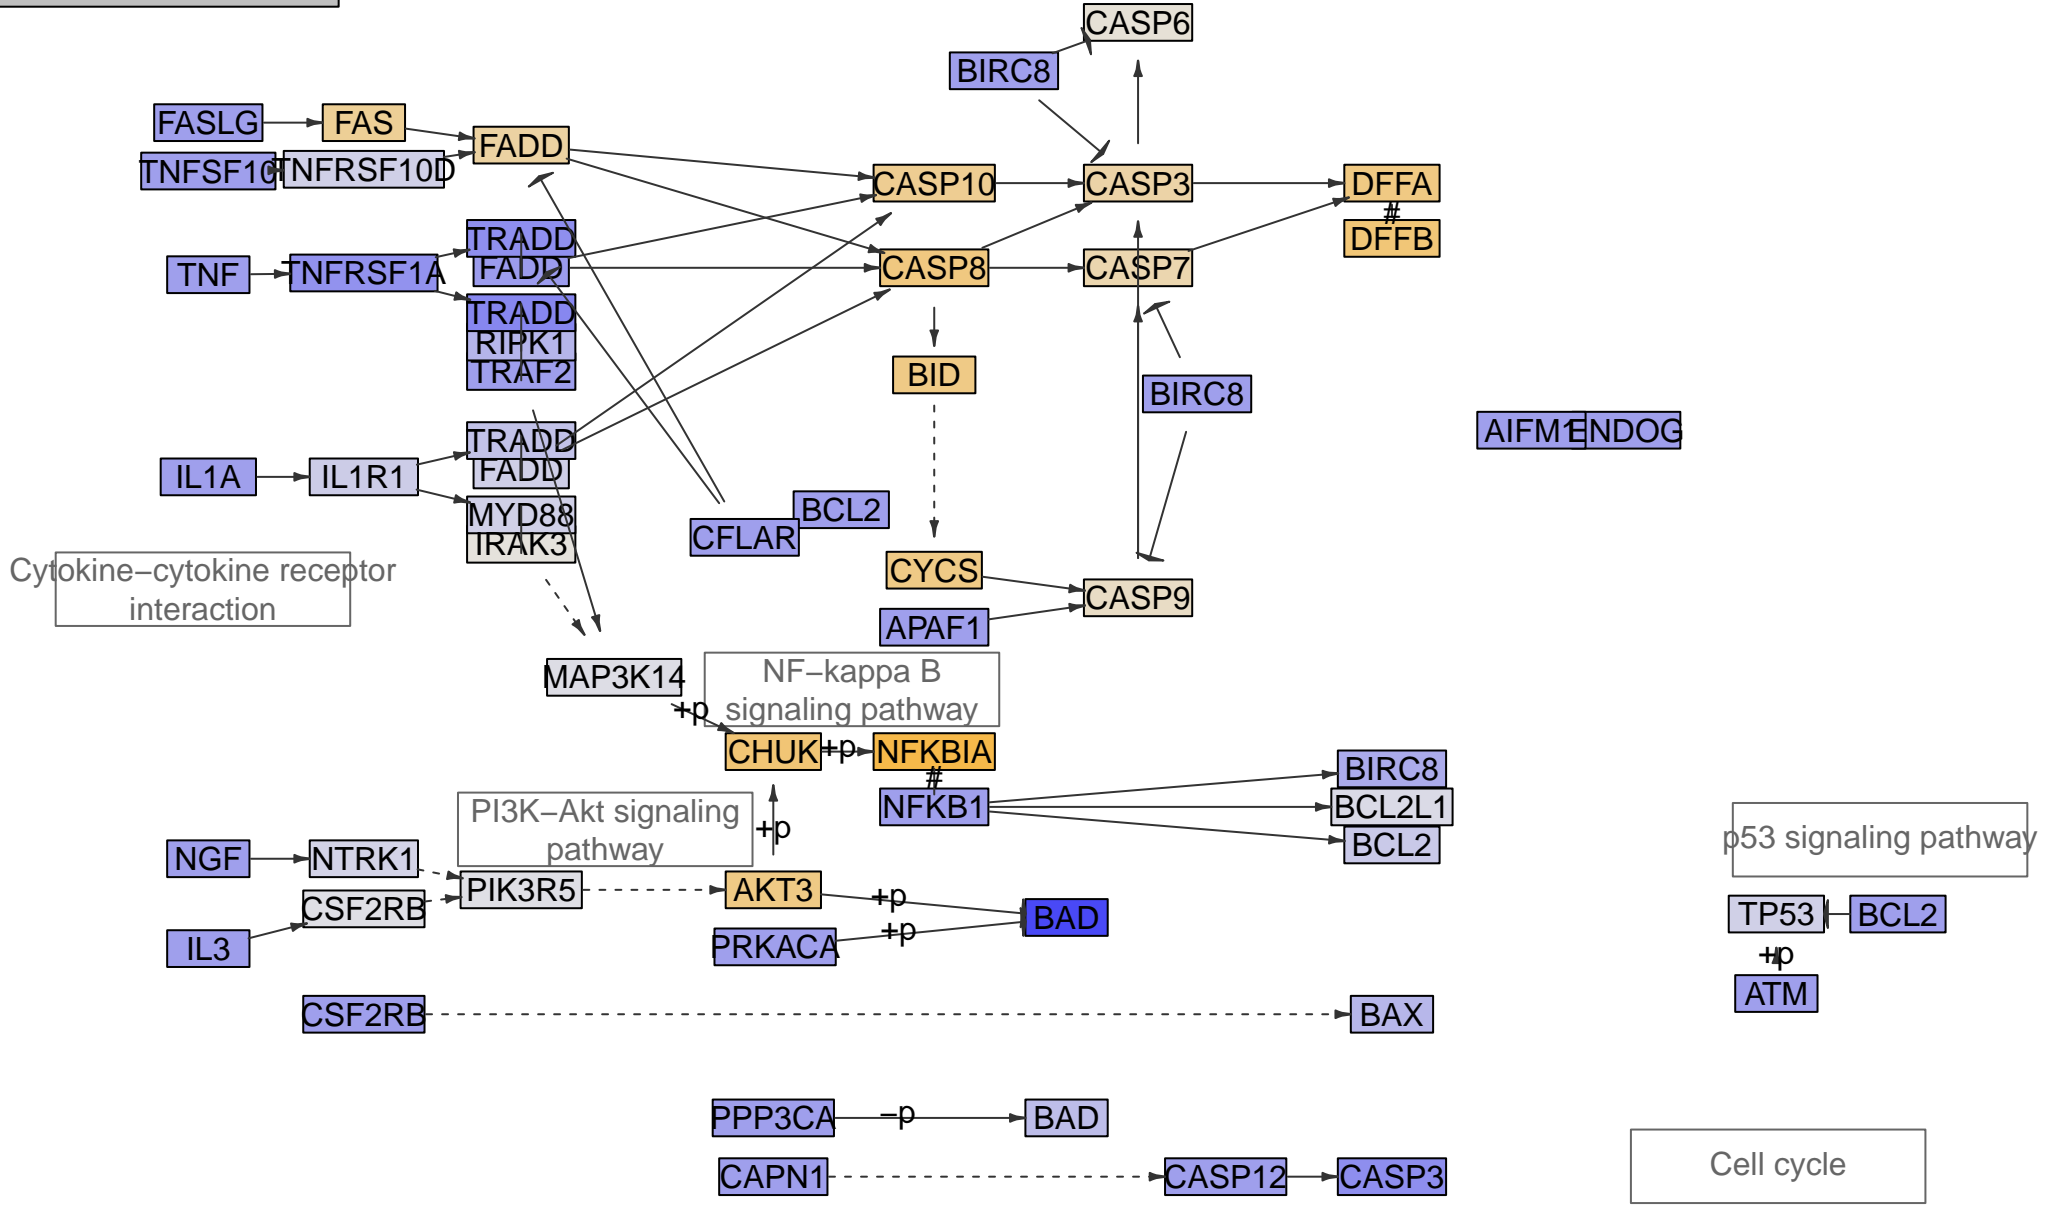 CASP6
BIRC8
FASLG
FAS
FADD
TNFSF10
TNFRSF10D
CASP10
CASP3
DFFA
#
DFFB
TRADD
FADD
TNF
TNFRSF1A
CASP8
CASP7
TRADD
RIPK1
TRAF2
BID
BIRC8
AIFM1
ENDOG
TRADD
FADD
IL1A
IL1R1
MYD88
IRAK3
BCL2
CFLAR
Cytokine−cytokine receptor
interaction
CYCS
CASP9
APAF1
MAP3K14
NF−kappa B
signaling pathway
+p
CHUK
+p
NFKBIA
#
NFKB1
BIRC8
BCL2L1
BCL2
PI3K−Akt signaling
pathway
+p
p53 signaling pathway
NGF
NTRK1
PIK3R5
AKT3
+p
CSF2RB
BAD
TP53
BCL2
IL3
PRKACA
+p
+p
ATM
CSF2RB
BAX
PPP3CA
−p
BAD
Cell cycle
CAPN1
CASP12
CASP3